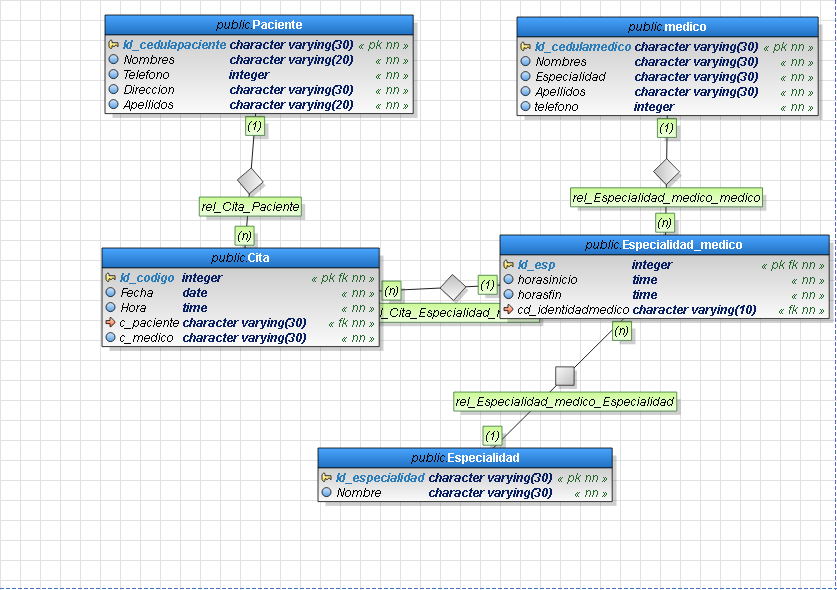 public.Paciente
Id_cedulapaciente character varying(30) « pk nn »
Nombres character varying(20) « nn »
Telefono integer « nn »
Direccion character varying(30) « nn »
Apellidos character varying(20) « nn »
public.medico
Id_cedulamedico character varying(30) « pk nn »
Nombres character varying(30) « nn »
Especialidad character varying(30) « nn »
Apellidos character varying(30) « nn »
telefono integer « nn »
(1)
(1)
rel_Cita_Paciente
rel_Especialidad_medico_medico
(n)
(n)
public.Cita
Id_codigo integer « pk fk nn »
Fecha date « nn »
Hora time « nn »
c_paciente character varying(30) « fk nn »
c_medico character varying(30) « nn »
(n)
(1)
l_Cita_Especialidad_
public.Especialidad_medico
Id_esp integer « pk fk nn »
horasinicio time « nn »
horasfin time « nn »
cd_identidadmedico character varying(10) « fk nn »
(n)
rel_Especialidad_medico_Especialidad
(1)
public.Especialidad
Id_especialidad character varying(30) « pk nn »
Nombre character varying(30) « nn »